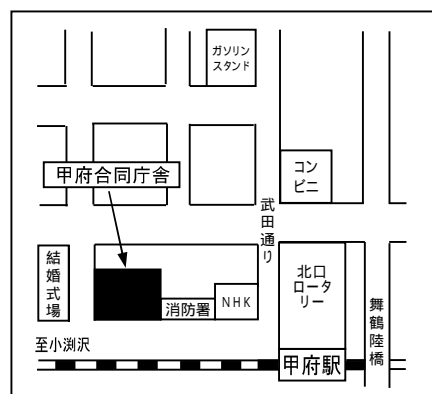 ガソリン
スタンド
甲府合同庁舎
コン
ビニ
武田通り
結婚式場
消防署
NHK
北口
ロータ
リー
舞鶴陸橋
至小渕沢
甲府駅